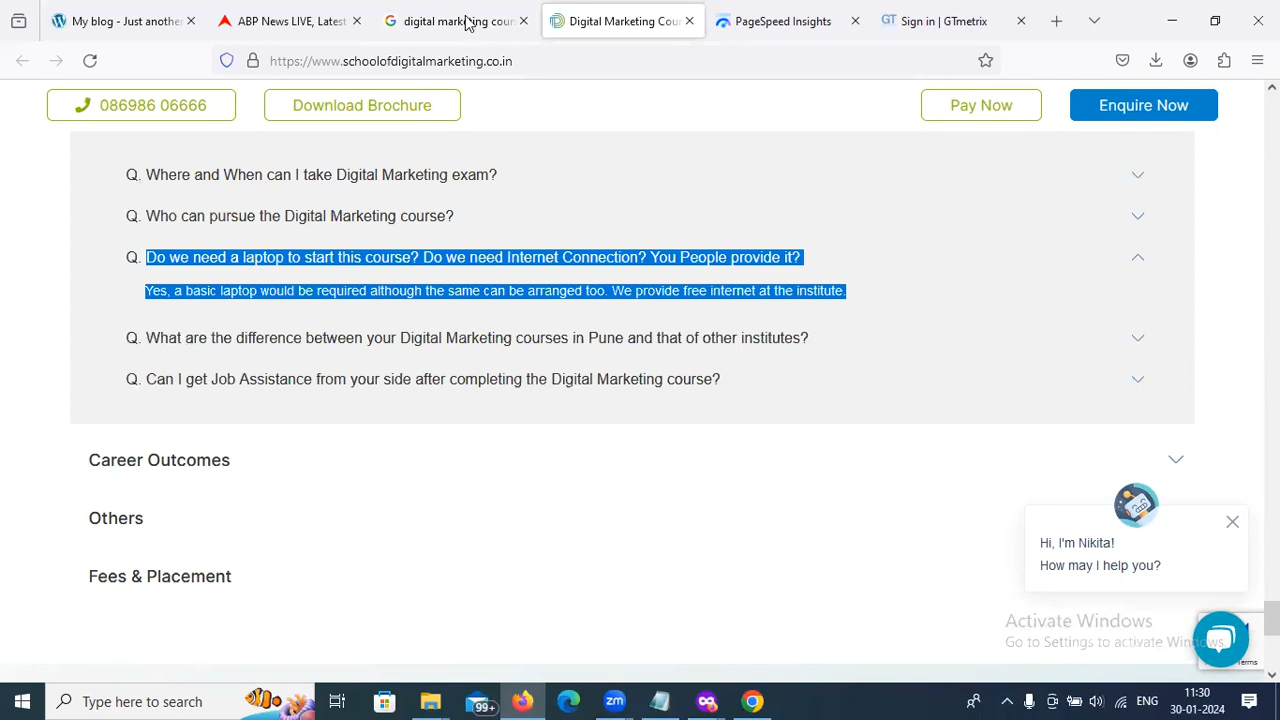 My blog - Just another
ABP News LIVE, Latest
digital marketing cours
Digital Marketing Cour
PageSpeed Insights
GT Sign in | GTmetrix
https://www.schoolofdigitalmarketing.co.in
086986 06666
Download Brochure
Pay Now
Enquire Now
Q. Where and When can I take Digital Marketing exam?
Q. Who can pursue the Digital Marketing course?
Q. Do we need a laptop to start this course? Do we need Internet Connection? You People provide it?
Yes, a basic laptop would be required although the same can be arranged too. We provide free internet at the institute.
Q. What are the difference between your Digital Marketing courses in Pune and that of other institutes?
Q. Can I get Job Assistance from your side after completing the Digital Marketing course?
Career Outcomes
Others
Fees & Placement
Hi, I'm Nikita!
How may I help you?
Activate Windows
Go to Settings to activate Windows.
Terms
Type here to search
99+
ENG
11:30
30-01-2024